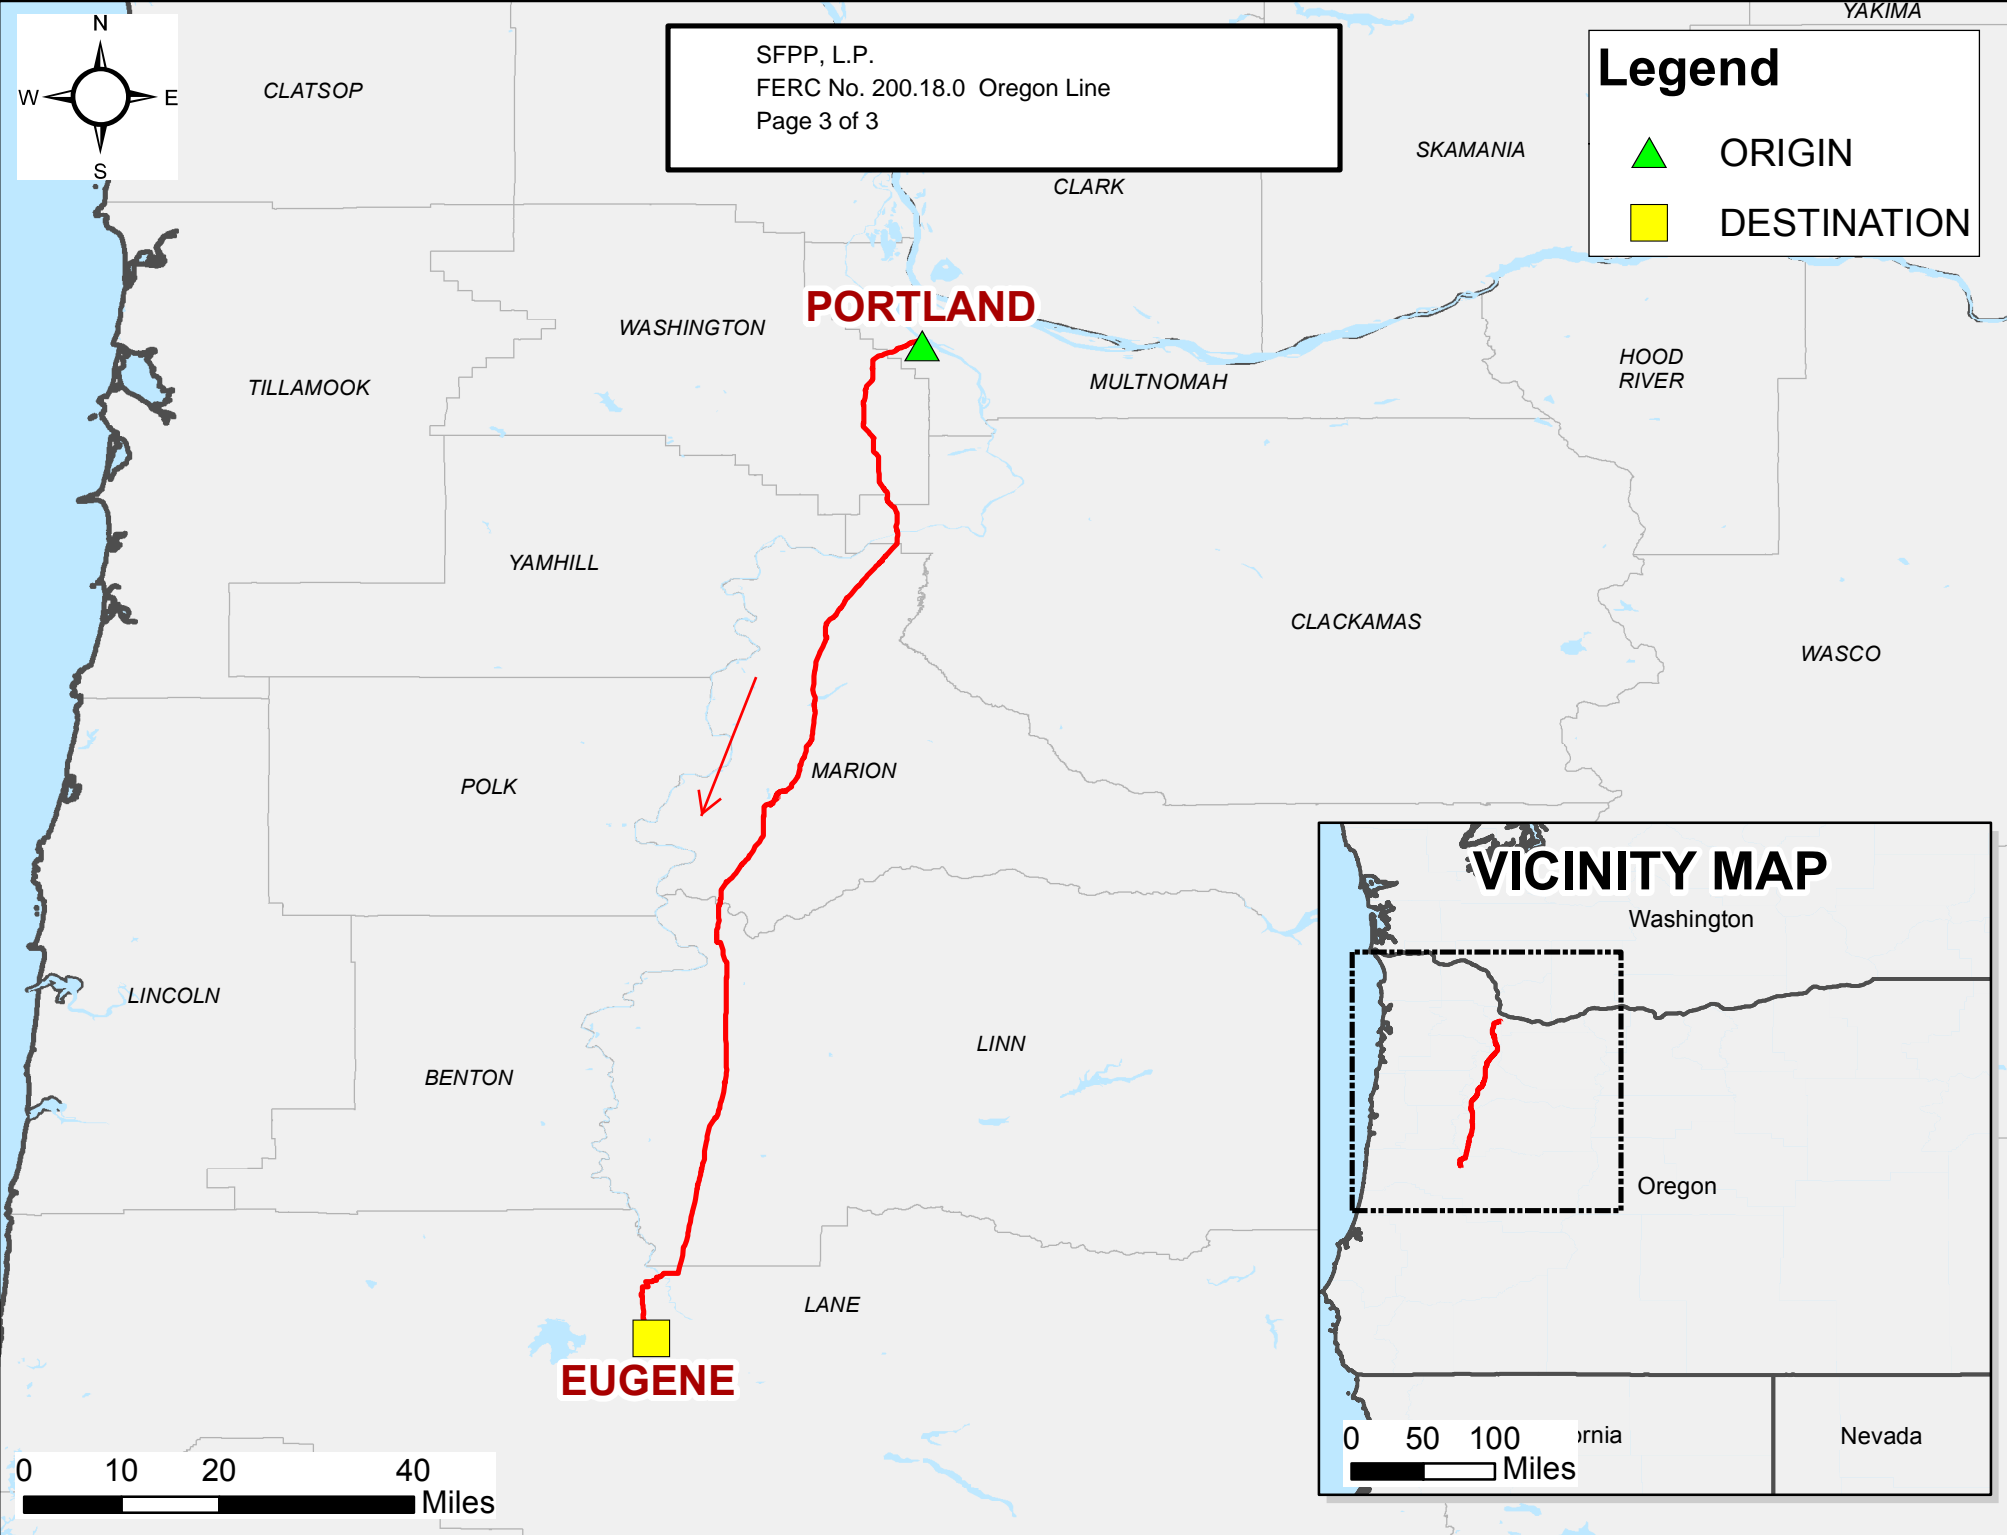 YAKIMA
N
W
E
S
CLATSOP
SFPP, L.P.
FERC No. 200.18.0 Oregon Line
Page 3 of 3
Legend
ORIGIN
DESTINATION
SKAMANIA
CLARK
PORTLAND
WASHINGTON
TILLAMOOK
MULTNOMAH
HOOD
RIVER
YAMHILL
CLACKAMAS
WASCO
POLK
MARION
VICINITY MAP
Washington
LINCOLN
LINN
BENTON
Oregon
LANE
EUGENE
0 50 100
Miles
ornia
Nevada
0 10 20 40
Miles